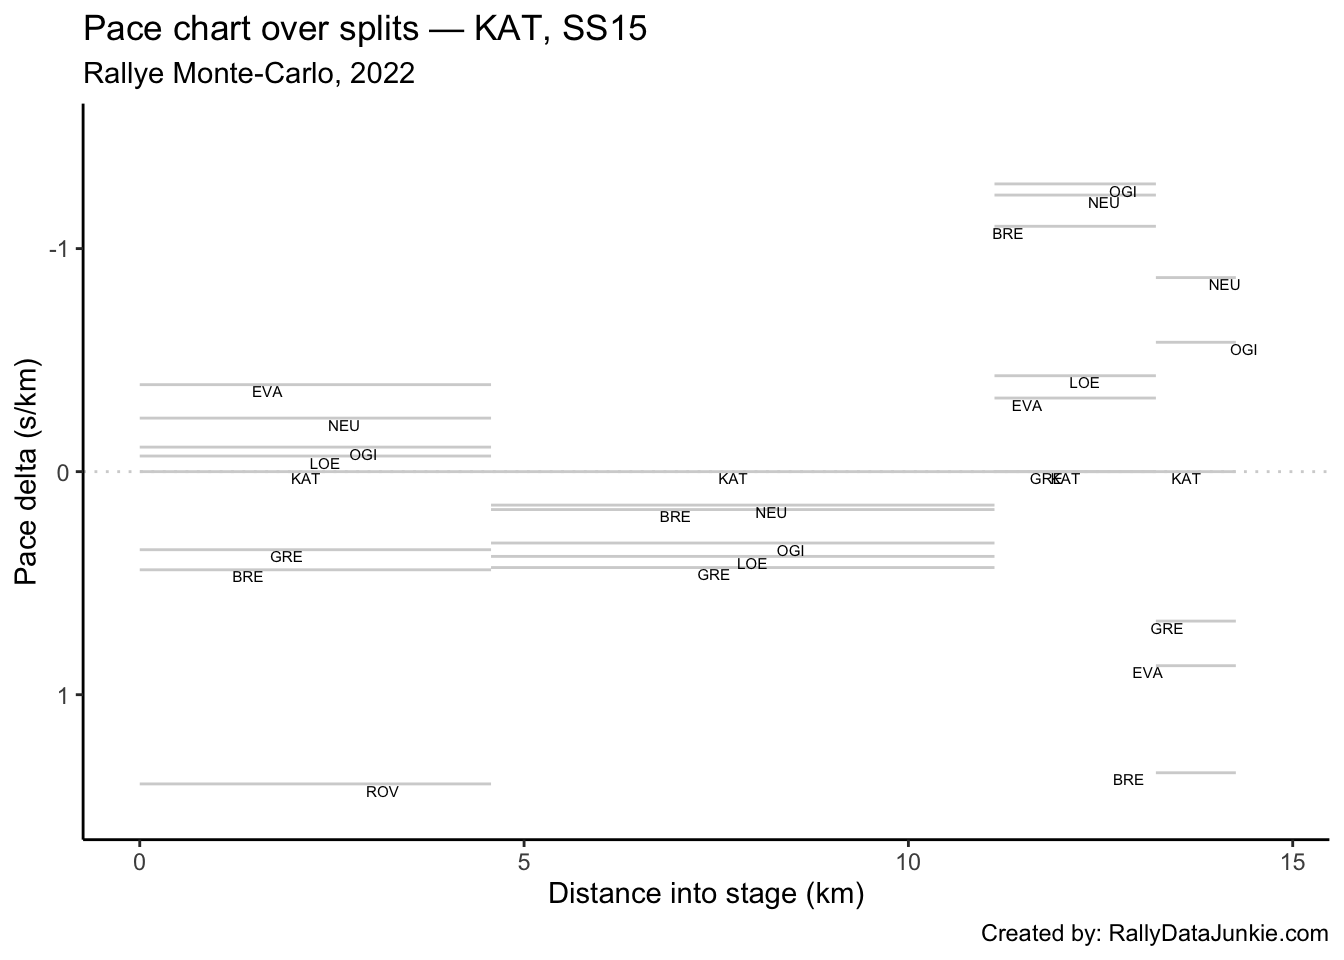 Pace chart over splits — KAT, SS15
Rallye Monte-Carlo, 2022
Pace delta (s/km)
-1
0
1
OGI
NEU
BRE
NEU
OGI
LOE
EVA
EVA
NEU
OGI
LOE
KAT
KAT
GRE
KAT
KAT
NEU
BRE
OGI
LOE
GRE
GRE
BRE
GRE
EVA
BRE
ROV
0
5
10
15
Distance into stage (km)
Created by: RallyDataJunkie.com